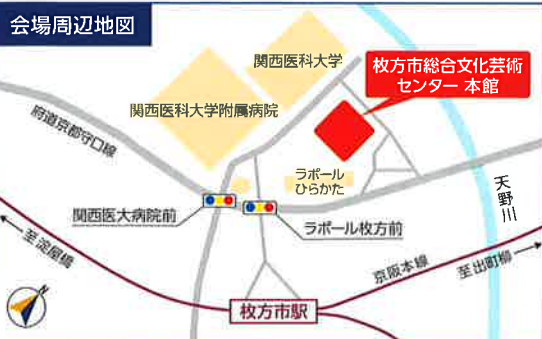 会場周辺地図
関西医科大学
枚方市総合文化芸術
センター 本館
関西医科大学附属病院
府道京都守口線
ラポール
ひらかた
天野川
関西医大病院前
ラポール枚方前
至淀屋橋
京阪本線
至出町柳
N
枚方市駅